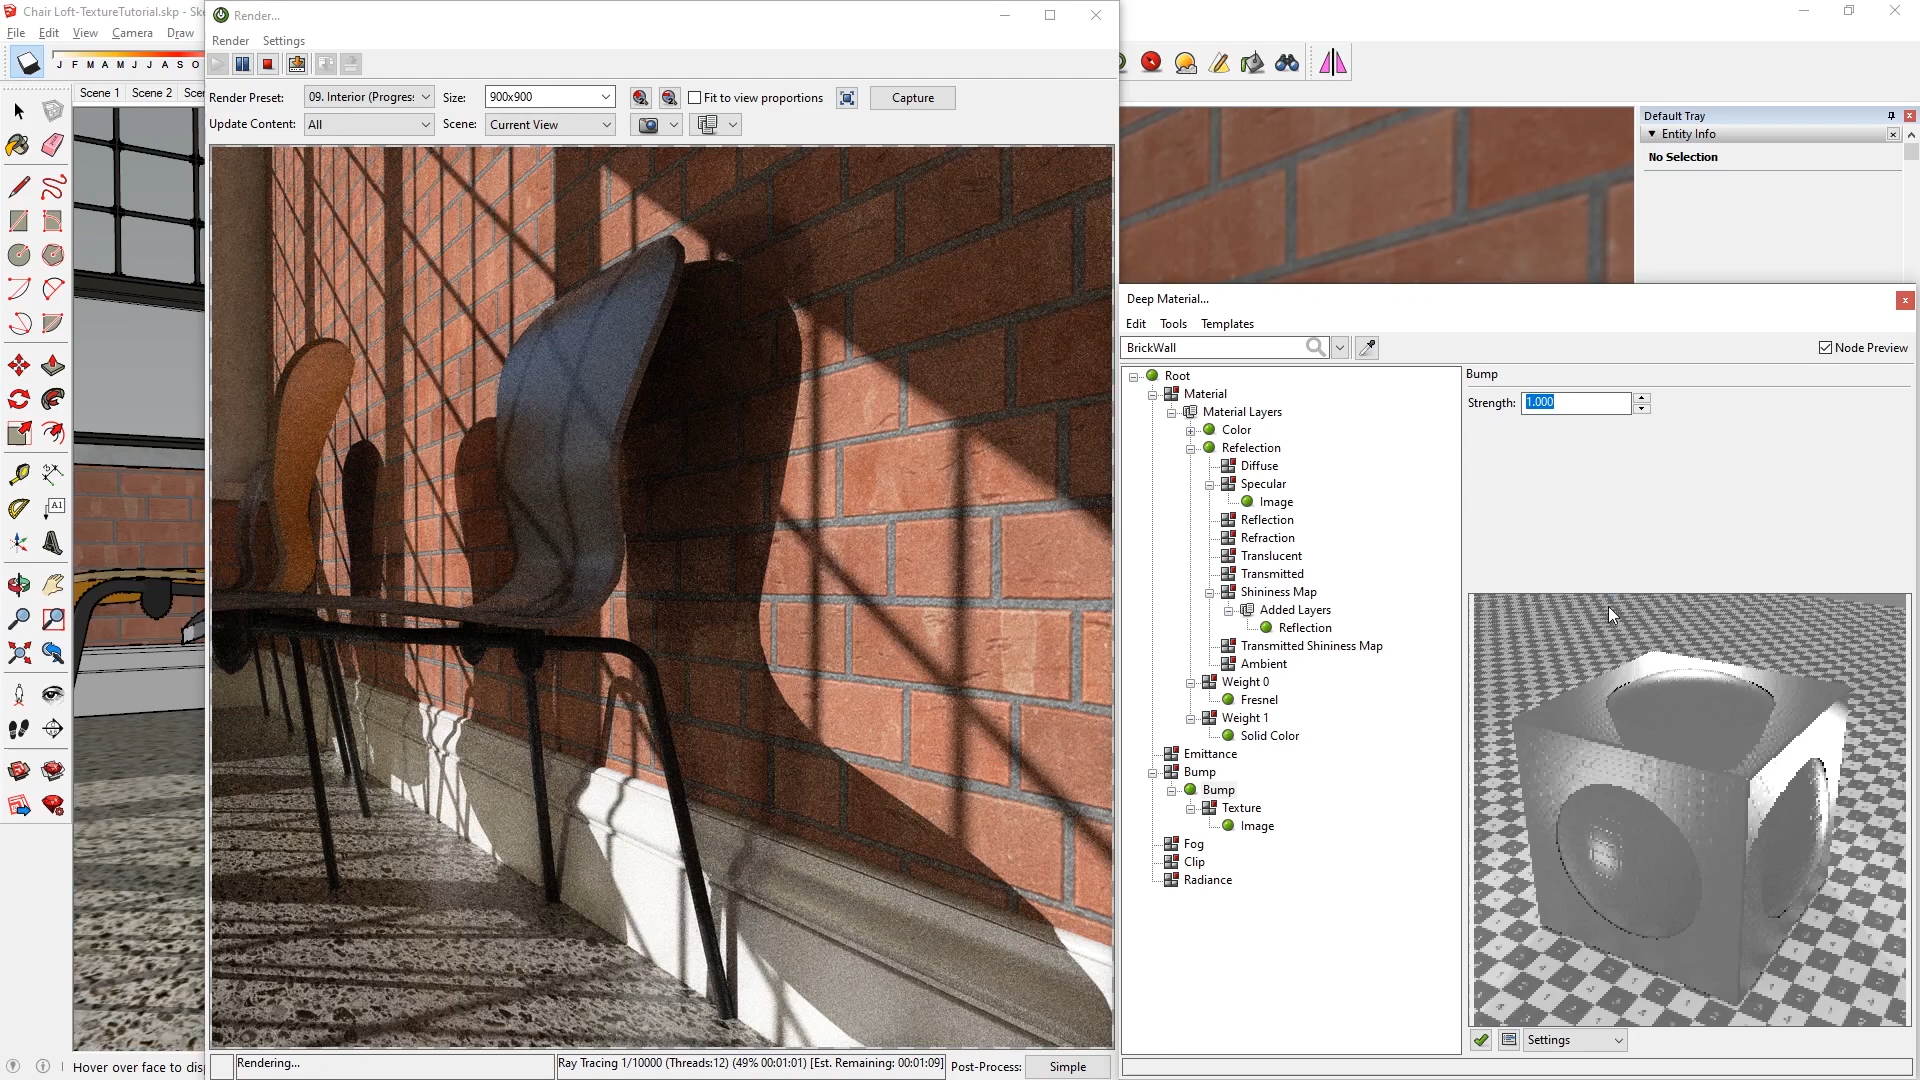 Chair Loft-TextureTutorial.skp - Ske
File Edit View Camera Draw
J F M A M J J A S O
Scene 1 Scene 2 Sce
Render...
Render Settings
Render Preset: 09. Interior (Progres: Size: 900x900 Fit to view proportions Capture
Update Content: All Scene: Current View
Default Tray
Entity Info
No Selection
Deep Material...
Edit Tools Templates
BrickWall Node Preview
Root
Material
Material Layers
Color
Refelection
Diffuse
Specular
Image
Reflection
Refraction
Translucent
Transmitted
Shininess Map
Added Layers
Reflection
Transmitted Shininess Map
Ambient
Weight 0
Fresnel
Weight 1
Solid Color
Emittance
Bump
Bump
Texture
Image
Fog
Clip
Radiance
Bump
Strength: 1.000
Settings
A1
Hover over face to dis
Rendering... Ray Tracing 1/10000 (Threads:12) (49% 00:01:01) [Est. Remaining: 00:01:09] Post-Process: Simple